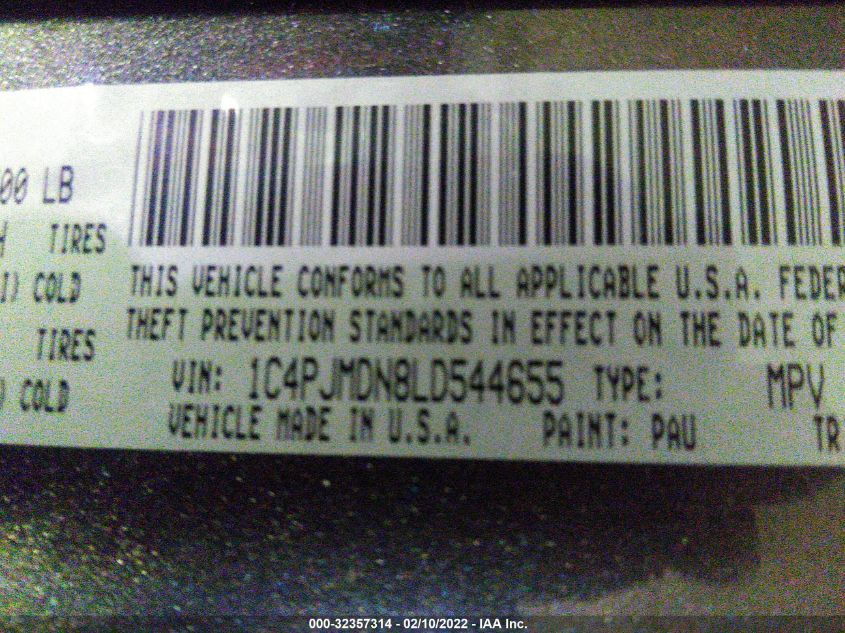 00 LB
TIRES
COLD
THIS VEHICLE CONFORMS TO ALL APPLICABLE U.S.A. FEDER
TIRES
THEFT PREVENTION STANDARDS IN EFFECT ON THE DATE OF
COLD
VIN: 1C4PJMDN8LD544655 TYPE: MPV
VEHICLE MADE IN U.S.A. PAINT: PAU TR
000-32357314 - 02/10/2022 - IAA Inc.